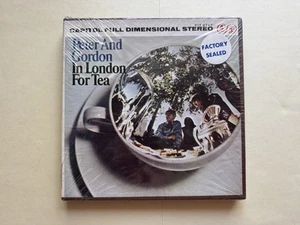 CAPITOL FULL DIMENSIONAL STEREO
FACTORY
SEALED
Peter And
Gordon
In London
For Tea